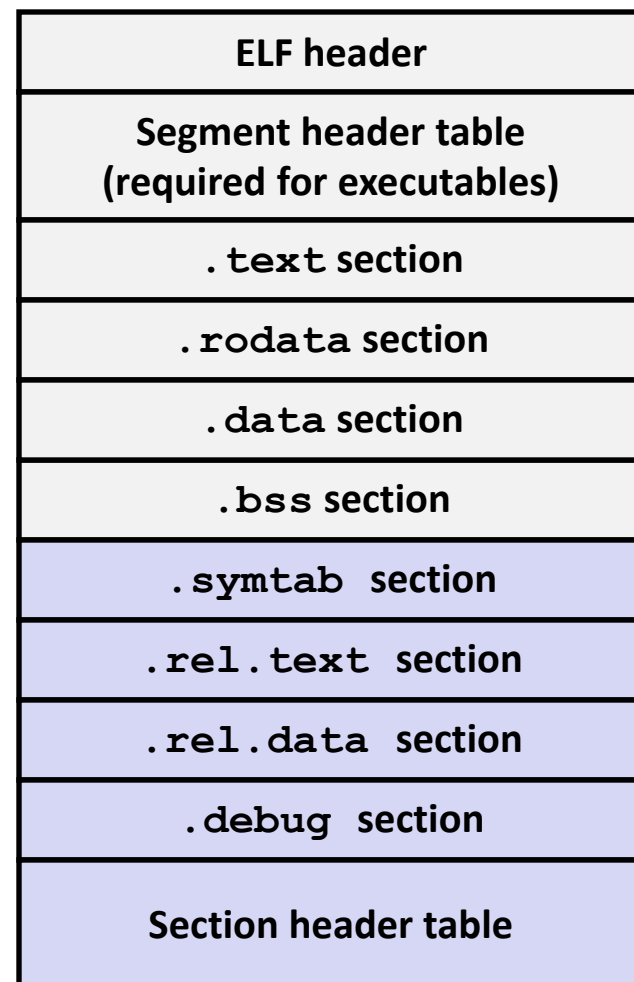 ELF header
Segment header table
(required for executables)
.text section
.rodata section
.data section
.bss section
.symtab section
.rel.text section
.rel.data section
.debug section
Section header table